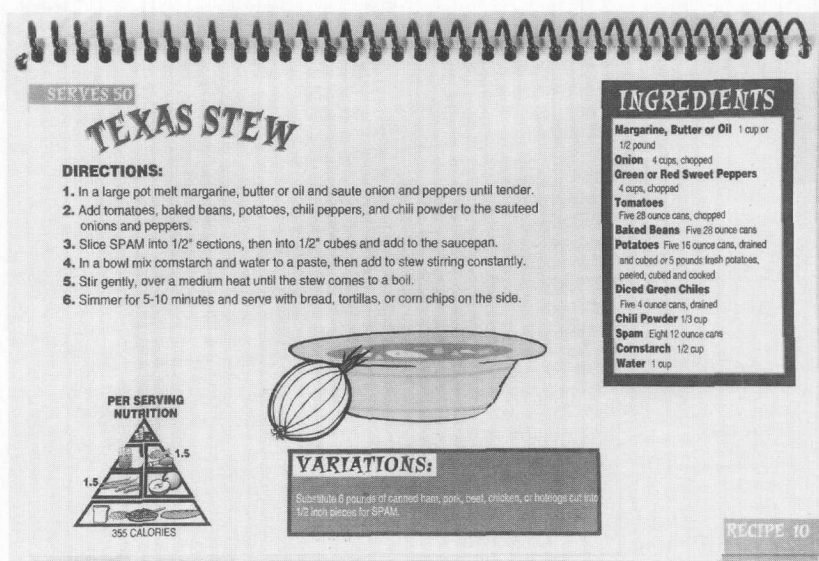 SERVES 50
TEXAS STEW
DIRECTIONS:
1. In a large pot melt margarine, butter or oil and saute onion and peppers until tender.
2. Add tomatoes, baked beans, potatoes, chili peppers, and chili powder to the sauteed
onions and peppers.
3. Slice SPAM into 1/2" sections, then into 1/2" cubes and add to the saucepan.
4. In a bowl mix cornstarch and water to a paste, then add to stew stirring constantly.
5. Stir gently, over a medium heat until the stew comes to a boil.
6. Simmer for 5-10 minutes and serve with bread, tortillas, or corn chips on the side.
INGREDIENTS
Margarine, Butter or Oil 1 cup or
1/2 pound
Onion 4 cups, chopped
Green or Red Sweet Peppers
4 cups, chopped
Tomatoes
Five 28 ounce cans, chopped
Baked Beans Five 28 ounce cans
Potatoes Five 16 ounce cans, drained
and cubed or 5 pounds fresh potatoes,
peeled, cubed and cooked
Diced Green Chiles
Five 4 ounce cans, drained
Chili Powder 1/3 cup
Spam Eight 12 ounce cans
Cornstarch 1/2 cup
Water 1 cup
PER SERVING
NUTRITION
1.5
1.5
355 CALORIES
VARIATIONS:
Substitute 6 pounds of canned ham, pork, beef, chicken, or hotdogs cut into
1/2 inch pieces for SPAM.
RECIPE 10